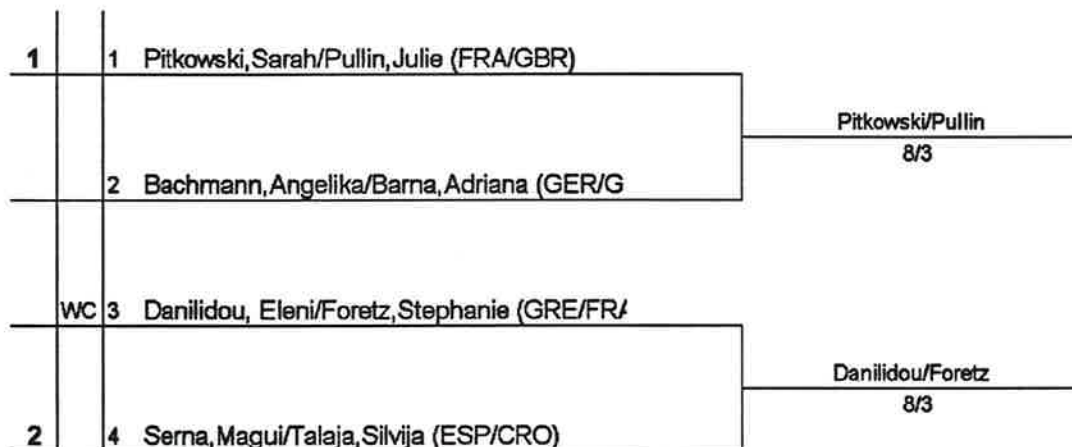 1 1 Pitkowski,Sarah/Pullin,Julie (FRA/GBR)
Pitkowski/Pullin
8/3
2 Bachmann,Angelika/Barna,Adriana (GER/G
WC 3 Danilidou, Eleni/Foretz,Stephanie (GRE/FRA
Danilidou/Foretz
8/3
2 4 Serna,Magui/Talaja,Silvija (ESP/CRO)